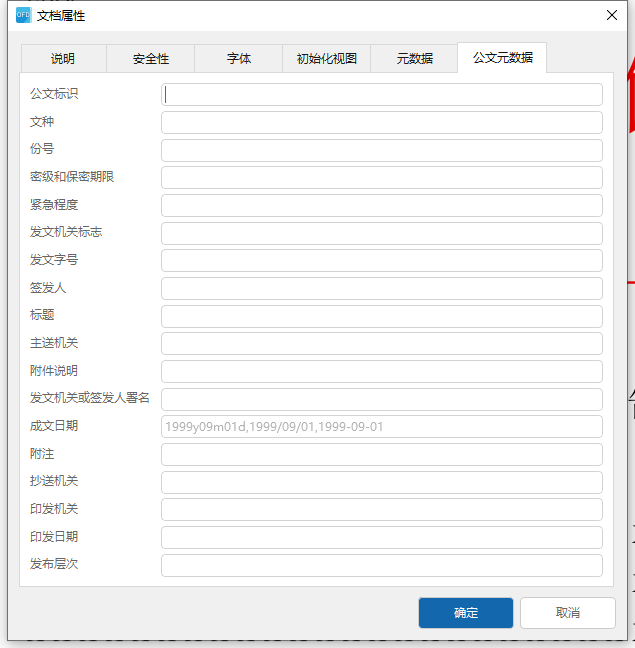 OFD 文档属性
说明 安全性 字体 初始化视图 元数据 公文元数据
公文标识
文种
份号
密级和保密期限
紧急程度
发文机关标志
发文字号
签发人
标题
主送机关
附件说明
发文机关或签发人署名
成文日期 1999y09m01d,1999/09/01,1999-09-01
附注
抄送机关
印发机关
印发日期
发布层次
确定 取消